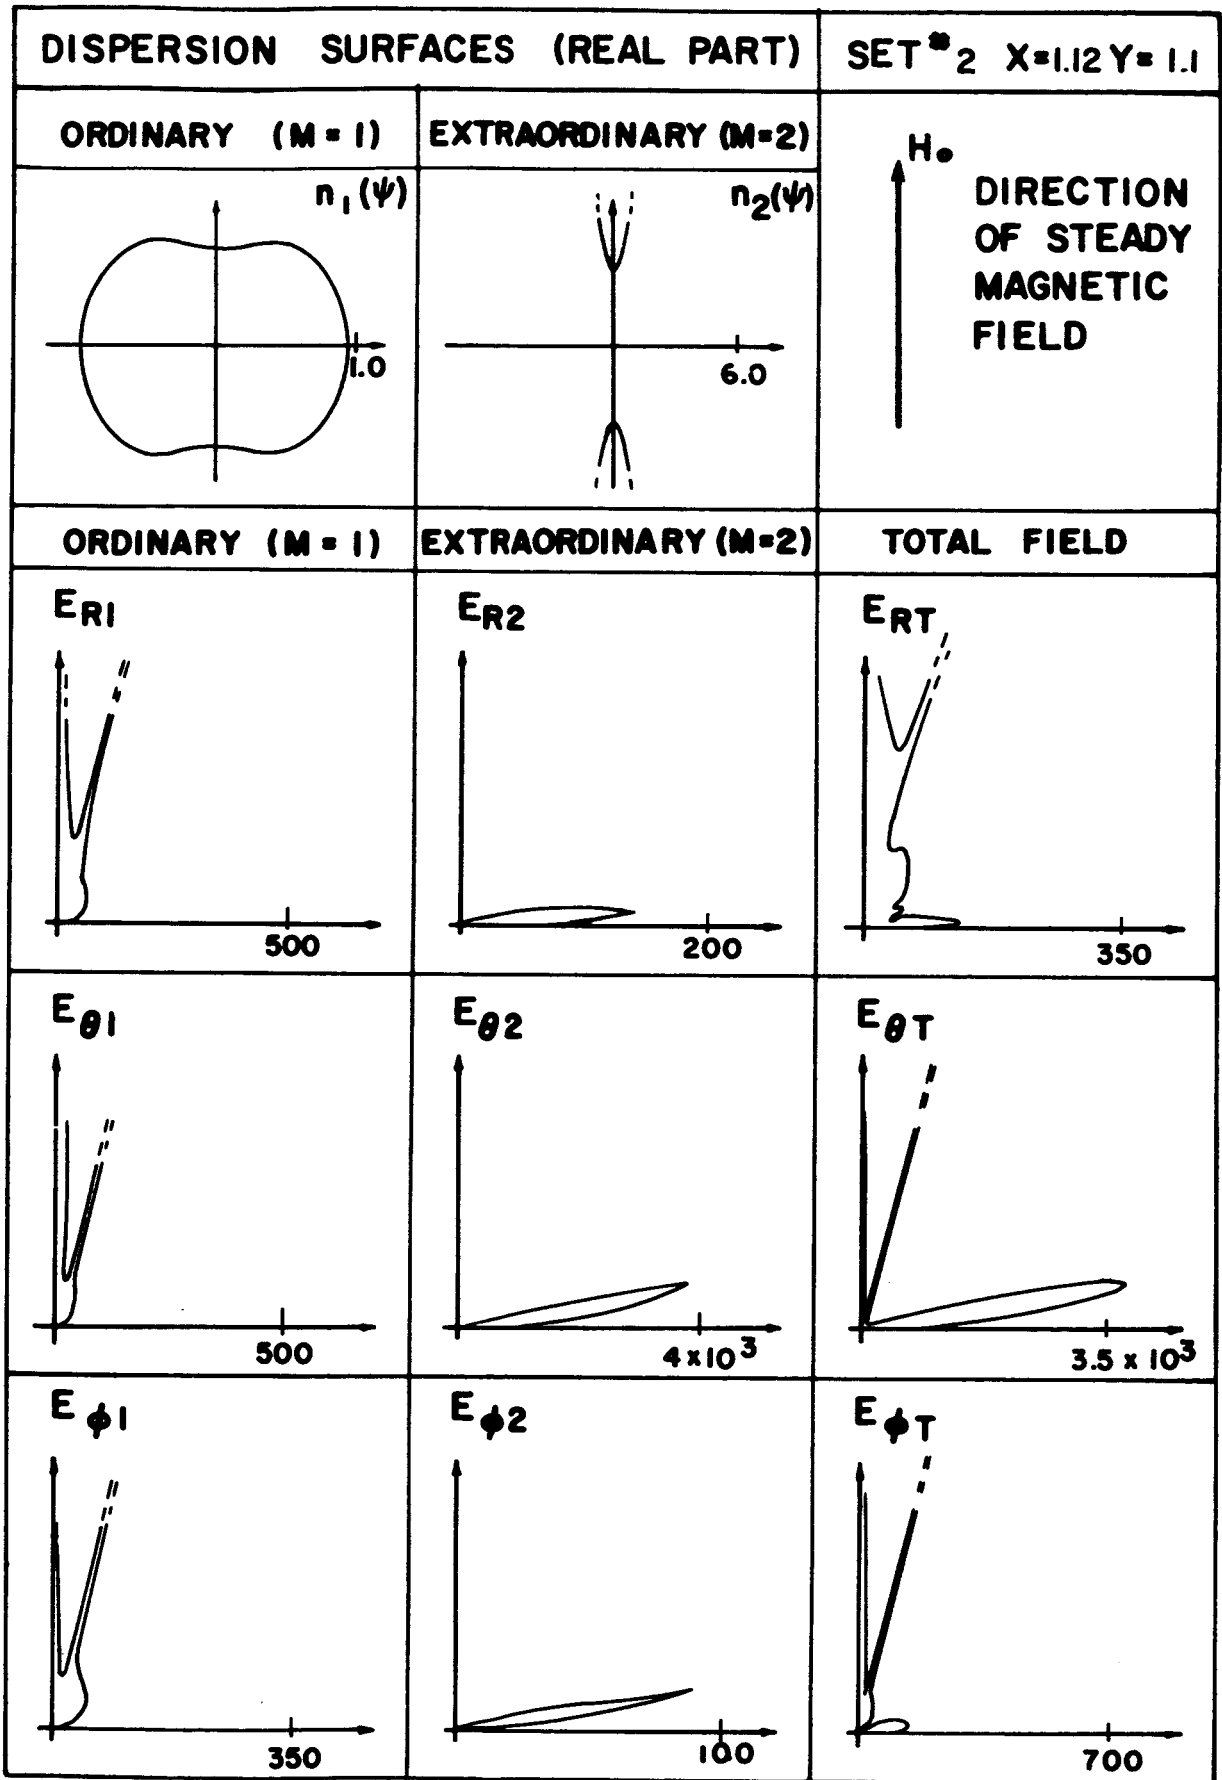 DISPERSION SURFACES (REAL PART)
SET #2 X=1.12 Y=1.1
ORDINARY (M=1)
EXTRAORDINARY (M=2)
n1(ψ)
1.0
n2(ψ)
6.0
H0
DIRECTION
OF STEADY
MAGNETIC
FIELD
ORDINARY (M=1)
EXTRAORDINARY (M=2)
TOTAL FIELD
ER1
500
ER2
200
ERT
350
Eθ1
500
Eθ2
4×10³
EθT
3.5×10³
Eϕ1
350
Eϕ2
100
EϕT
700